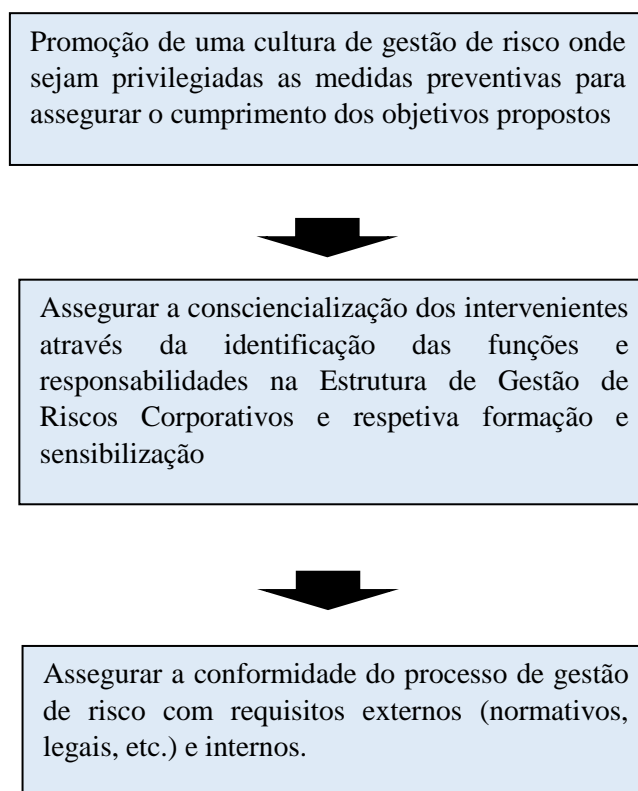 Promoção de uma cultura de gestão de risco onde
sejam privilegiadas as medidas preventivas para
assegurar o cumprimento dos objetivos propostos
Assegurar a consciencialização dos intervenientes
através da identificação das funções e
responsabilidades na Estrutura de Gestão de
Riscos Corporativos e respetiva formação e
sensibilização
Assegurar a conformidade do processo de gestão
de risco com requisitos externos (normativos,
legais, etc.) e internos.